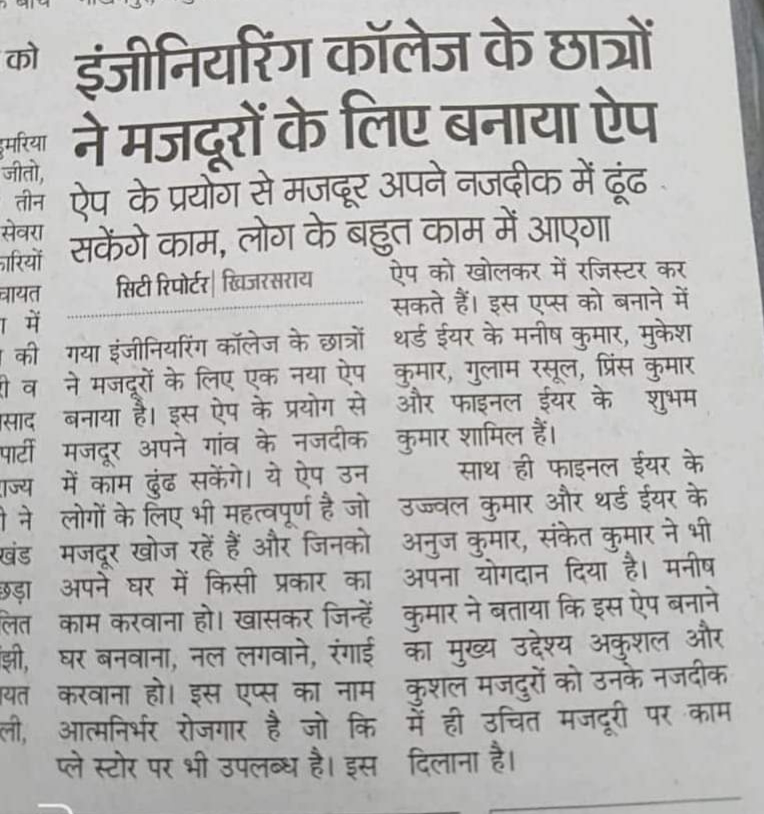 इंजीनियरिंग कॉलेज के छात्रों
ने मजदूरों के लिए बनाया ऐप
ऐप के प्रयोग से मजदूर अपने नजदीक में ढूंढ
सकेंगे काम, लोग के बहुत काम में आएगा
सिटी रिपोर्टर| खिजरसराय
गया इंजीनियरिंग कॉलेज के छात्रों
ने मजदूरों के लिए एक नया ऐप
बनाया है। इस ऐप के प्रयोग से
मजदूर अपने गांव के नजदीक
में काम ढुंढ सकेंगे। ये ऐप उन
लोगों के लिए भी महत्वपूर्ण है जो
मजदूर खोज रहें हैं और जिनको
अपने घर में किसी प्रकार का
काम करवाना हो। खासकर जिन्हें
घर बनवाना, नल लगवाने, रंगाई
करवाना हो। इस एप्स का नाम
आत्मनिर्भर रोजगार है जो कि
प्ले स्टोर पर भी उपलब्ध है। इस
ऐप को खोलकर में रजिस्टर कर
सकते हैं। इस एप्स को बनाने में
थर्ड ईयर के मनीष कुमार, मुकेश
कुमार, गुलाम रसूल, प्रिंस कुमार
और फाइनल ईयर के शुभम
कुमार शामिल हैं।
साथ ही फाइनल ईयर के
उज्ज्वल कुमार और थर्ड ईयर के
अनुज कुमार, संकेत कुमार ने भी
अपना योगदान दिया है। मनीष
कुमार ने बताया कि इस ऐप बनाने
का मुख्य उद्देश्य अकुशल और
कुशल मजदुरों को उनके नजदीक
में ही उचित मजदूरी पर काम
दिलाना है।
को
जीतो,
तीन
सेवरा
में
की
व
पार्टी
ने